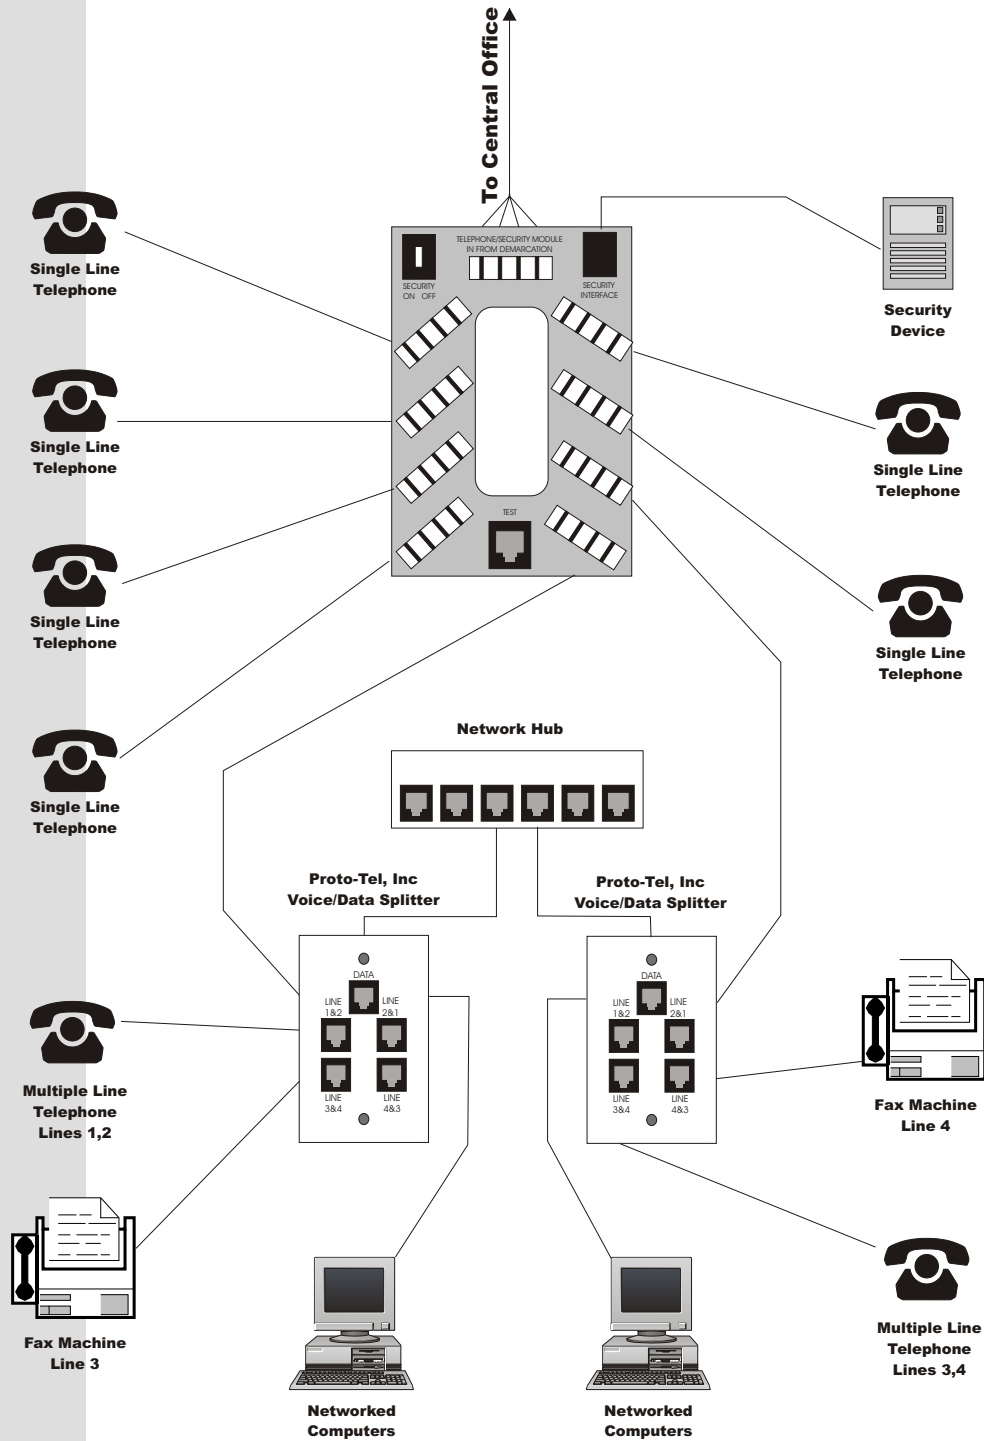 To Central Office
TELEPHONE/SECURITY MODULE
IN FROM DEMARCATION
SECURITY
ON OFF
SECURITY
INTERFACE
TEST
Single Line
Telephone
Single Line
Telephone
Single Line
Telephone
Single Line
Telephone
Security
Device
Single Line
Telephone
Single Line
Telephone
Network Hub
Proto-Tel, Inc
Voice/Data Splitter
Proto-Tel, Inc
Voice/Data Splitter
DATA
LINE
1&2
LINE
2&1
LINE
3&4
LINE
4&3
DATA
LINE
1&2
LINE
2&1
LINE
3&4
LINE
4&3
Multiple Line
Telephone
Lines 1,2
Fax Machine
Line 4
Fax Machine
Line 3
Multiple Line
Telephone
Lines 3,4
Networked
Computers
Networked
Computers